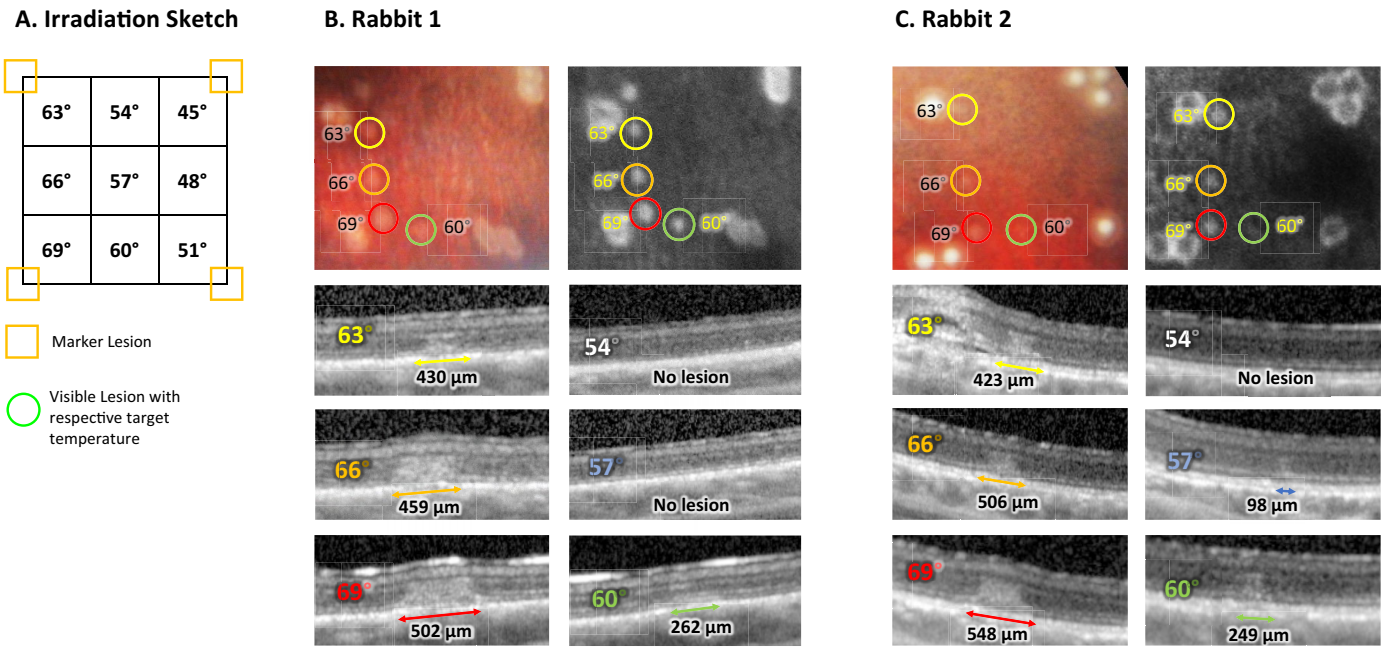 A. Irradiation Sketch
B. Rabbit 1
C. Rabbit 2
63° 54° 45°
66° 57° 48°
69° 60° 51°
Marker Lesion
Visible Lesion with
respective target
temperature
63°
66°
69°
60°
63°
66°
69°
60°
63°
430 µm
54°
No lesion
66°
459 µm
57°
No lesion
69°
502 µm
60°
262 µm
63°
66°
69°
60°
63°
66°
69°
60°
63°
423 µm
54°
No lesion
66°
506 µm
57°
98 µm
69°
548 µm
60°
249 µm